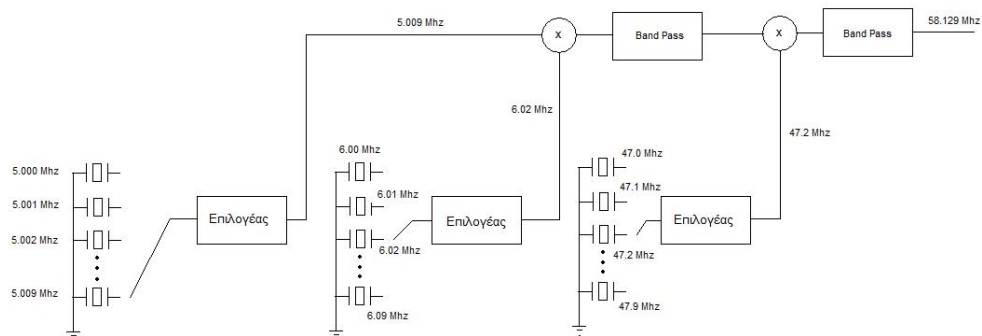 5.009 Mhz
58.129 Mhz
X
Band Pass
X
Band Pass
6.02 Mhz
47.2 Mhz
5.000 Mhz
5.001 Mhz
5.002 Mhz
5.009 Mhz
Επιλογέας
6.00 Mhz
6.01 Mhz
6.02 Mhz
6.09 Mhz
Επιλογέας
47.0 Mhz
47.1 Mhz
47.2 Mhz
47.9 Mhz
Επιλογέας